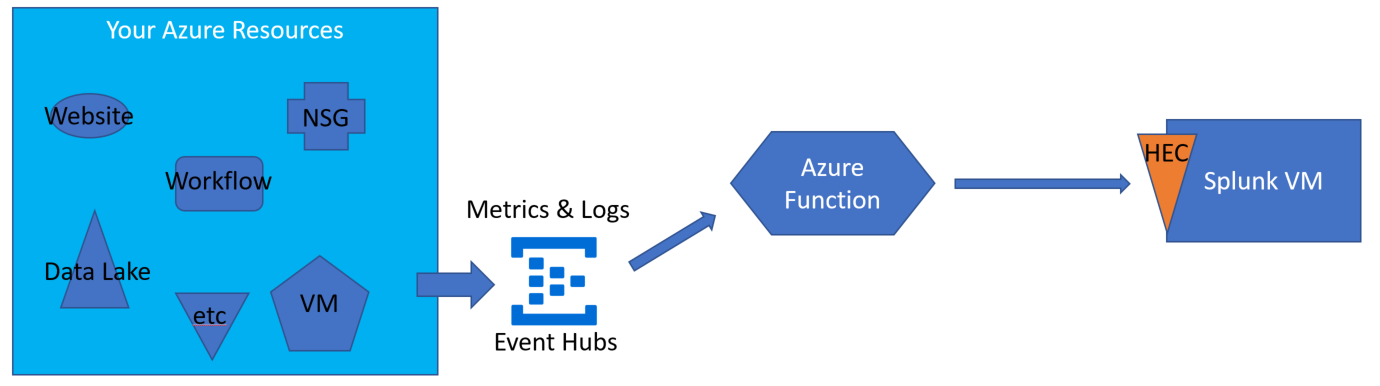 Your Azure Resources
Website
NSG
Workflow
Data Lake
etc
VM
Metrics & Logs
Event Hubs
Azure
Function
HEC
Splunk VM